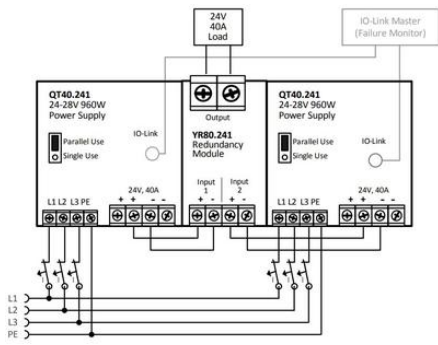 24V
40A
Load
IO-Link Master
(Failure Monitor)
QT40.241
24-28V 960W
Power Supply
Parallel Use
Single Use
IO-Link
L1 L2 L3 PE
24V, 40A
+ + - -
Output
YR80.241
Redundancy
Module
Input
1
Input
2
+ - + -
QT40.241
24-28V 960W
Power Supply
Parallel Use
Single Use
IO-Link
L1 L2 L3 PE
24V, 40A
+ + - -
L1
L2
L3
PE